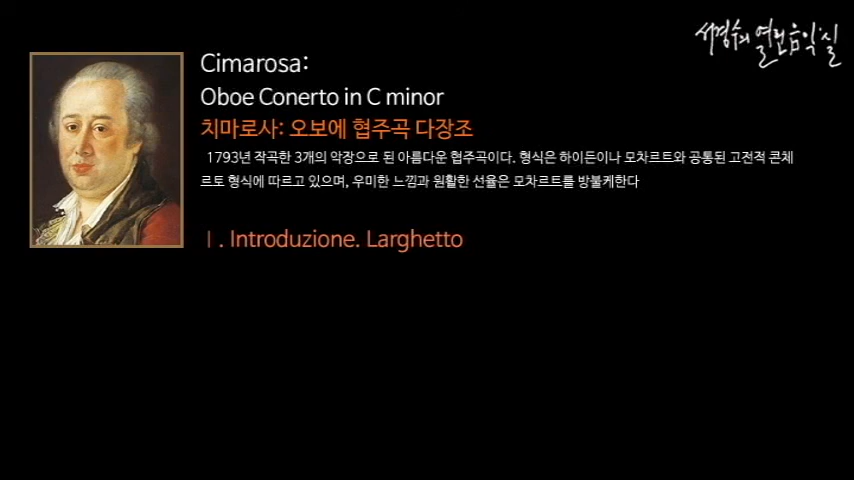 서경수의 열린음악실
Cimarosa:
Oboe Conerto in C minor
치마로사: 오보에 협주곡 다장조
1793년 작곡한 3개의 악장으로 된 아름다운 협주곡이다. 형식은 하이든이나 모차르트와 공통된 고전적 콘체
르토 형식에 따르고 있으며, 우미한 느낌과 원활한 선율은 모차르트를 방불케한다
Ⅰ. Introduzione. Larghetto